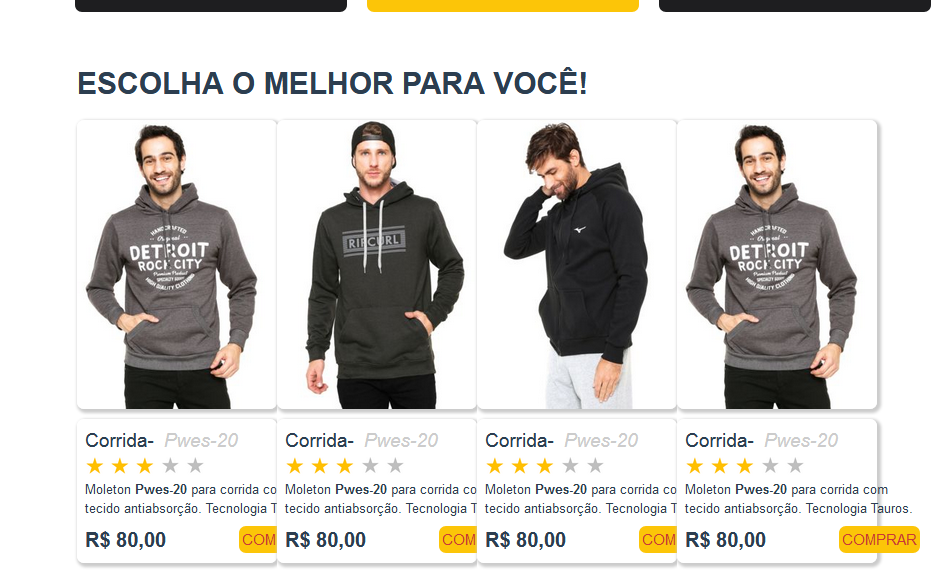 ESCOLHA O MELHOR PARA VOCÊ!
HANDCRAFTED
Original
DETROIT
ROCK CITY
Premium Product
SPECIALTY GOODS
HIGH QUALITY CLOTHING
RIPCURL
HANDCRAFTED
Original
DETROIT
ROCK CITY
Premium Product
SPECIALTY GOODS
HIGH QUALITY CLOTHING
Corrida- Pwes-20
Moleton Pwes-20 para corrida co
tecido antiabsorção. Tecnologia T
R$ 80,00 COM
Corrida- Pwes-20
Moleton Pwes-20 para corrida co
tecido antiabsorção. Tecnologia T
R$ 80,00 COM
Corrida- Pwes-20
Moleton Pwes-20 para corrida co
tecido antiabsorção. Tecnologia T
R$ 80,00 COM
Corrida- Pwes-20
Moleton Pwes-20 para corrida com
tecido antiabsorção. Tecnologia Tauros.
R$ 80,00 COMPRAR